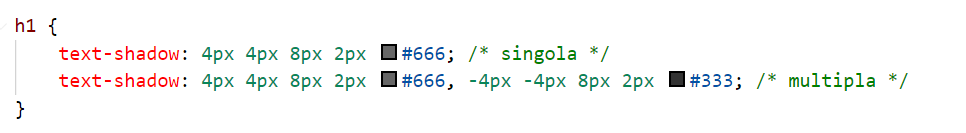 h1 {
text-shadow: 4px 4px 8px 2px #666; /* singola */
text-shadow: 4px 4px 8px 2px #666, -4px -4px 8px 2px #333; /* multipla */
}